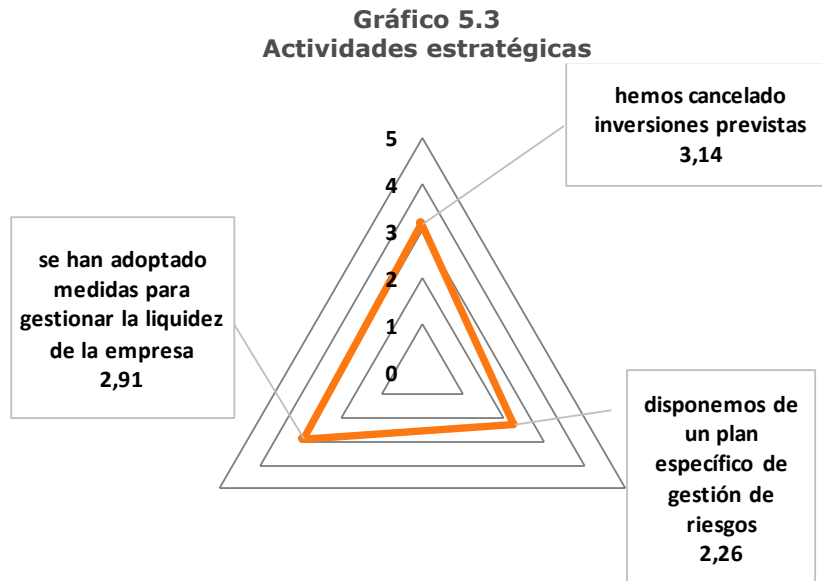 Gráfico 5.3
Actividades estratégicas
hemos cancelado
inversiones previstas
3,14
5
4
3
2
1
0
se han adoptado
medidas para
gestionar la liquidez
de la empresa
2,91
disponemos de
un plan
específico de
gestión de
riesgos
2,26